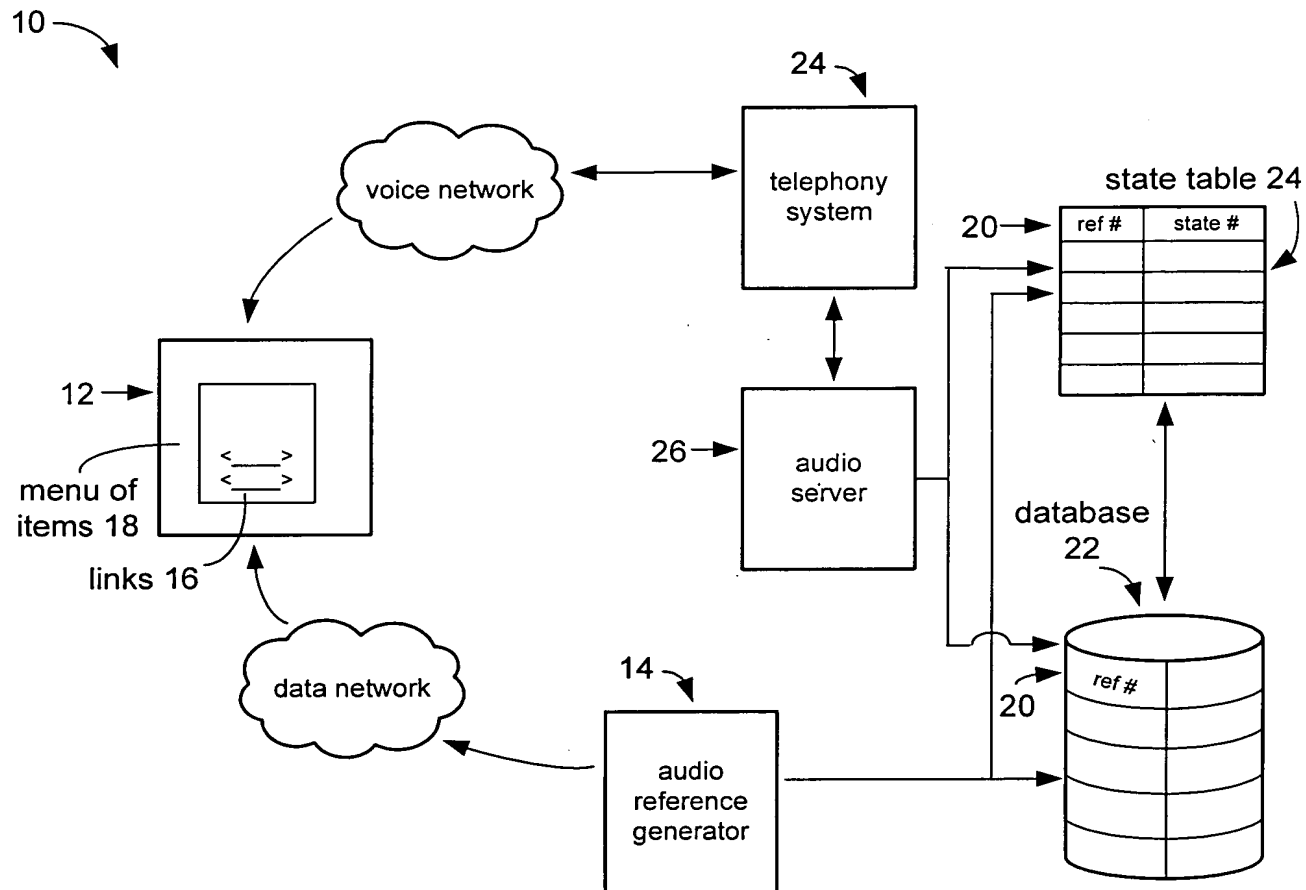 10
24
voice network
telephony
system
state table 24
20
ref #
state #
12
< >
< >
menu of
items 18
links 16
26
audio
server
database
22
data network
14
20
ref #
audio
reference
generator